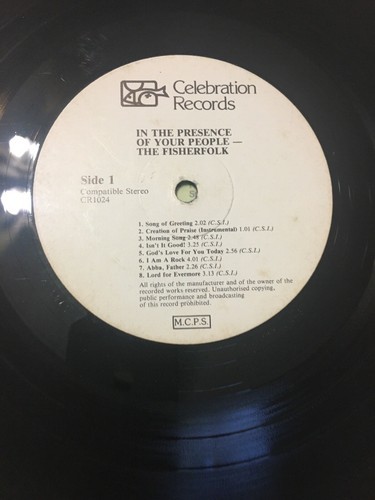 Celebration
Records
IN THE PRESENCE
OF YOUR PEOPLE —
THE FISHERFOLK
Side 1
Compatible Stereo
CR1024
S
1. Song of Greeting 2.02 (C.S.I.)
2. Creation of Praise (Instrumental) 1.01 (C.S.I.)
3. Morning Song 2.48 (C.S.I.)
4. Isn't It Good! 3.25 (C.S.I.)
5. God's Love For You Today 2.56 (C.S.I.)
6. I Am A Rock 4.01 (C.S.I.)
7. Abba, Father 2.26 (C.S.I.)
8. Lord for Evermore 3.13 (C.S.I.)
All rights of the manufacturer and of the owner of the
recorded works reserved. Unauthorised copying,
public performance and broadcasting
of this record prohibited.
M.C.P.S.